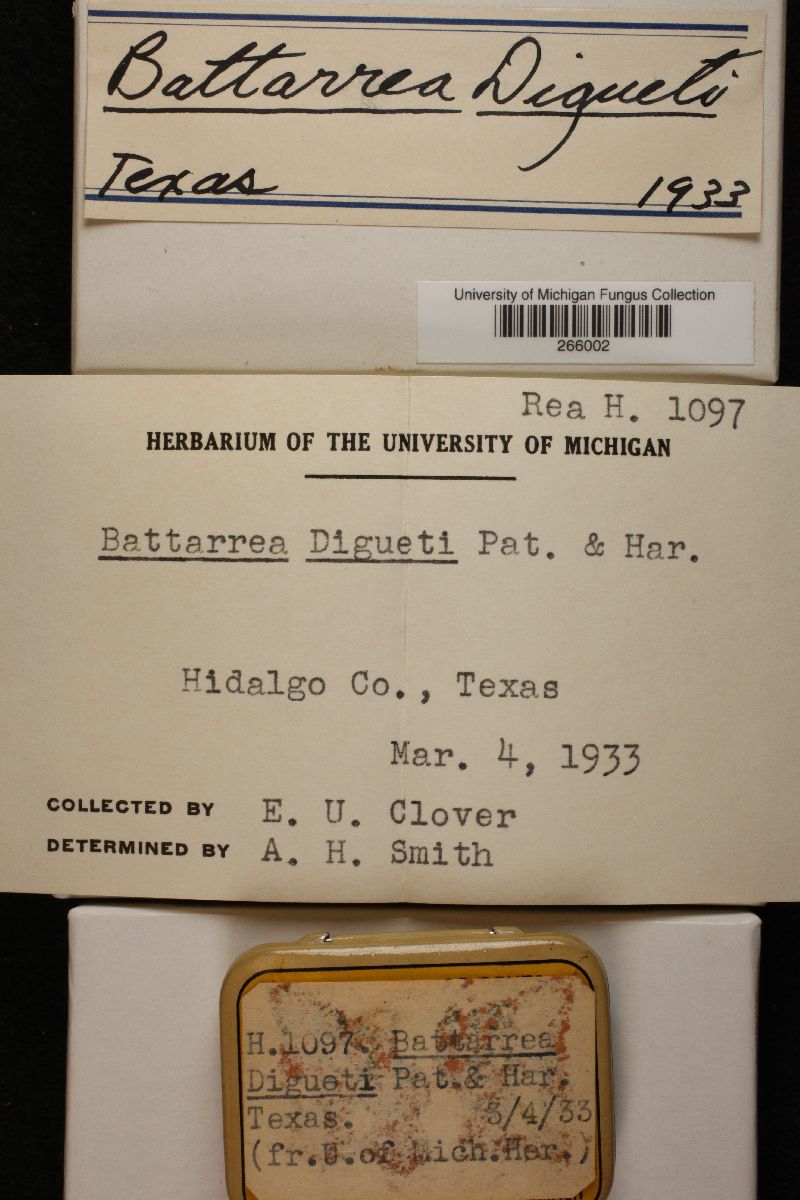 Battarrea Digueti
Texas 1933
University of Michigan Fungus Collection
266002
Rea H. 1097
HERBARIUM OF THE UNIVERSITY OF MICHIGAN
Battarrea Digueti Pat. & Har.
Hidalgo Co., Texas
Mar. 4, 1933
COLLECTED BY E. U. Clover
DETERMINED BY A. H. Smith
H.1097. Battarrea
Digueti Pat.& Har.
Texas. 3/4/33
(fr.U.of Mich.Her.)